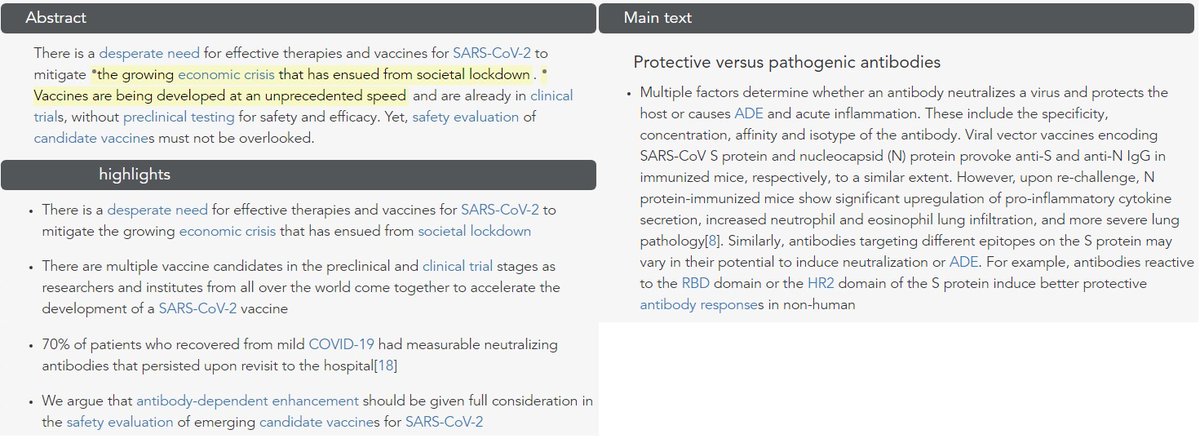 Abstract
There is a desperate need for effective therapies and vaccines for SARS-CoV-2 to
mitigate *the growing economic crisis that has ensued from societal lockdown . *
Vaccines are being developed at an unprecedented speed and are already in clinical
trials, without preclinical testing for safety and efficacy. Yet, safety evaluation of
candidate vaccines must not be overlooked.
highlights
• There is a desperate need for effective therapies and vaccines for SARS-CoV-2 to
mitigate the growing economic crisis that has ensued from societal lockdown
• There are multiple vaccine candidates in the preclinical and clinical trial stages as
researchers and institutes from all over the world come together to accelerate the
development of a SARS-CoV-2 vaccine
• 70% of patients who recovered from mild COVID-19 had measurable neutralizing
antibodies that persisted upon revisit to the hospital[18]
• We argue that antibody-dependent enhancement should be given full consideration in
the safety evaluation of emerging candidate vaccines for SARS-CoV-2
Main text
Protective versus pathogenic antibodies
• Multiple factors determine whether an antibody neutralizes a virus and protects the
host or causes ADE and acute inflammation. These include the specificity,
concentration, affinity and isotype of the antibody. Viral vector vaccines encoding
SARS-CoV S protein and nucleocapsid (N) protein provoke anti-S and anti-N IgG in
immunized mice, respectively, to a similar extent. However, upon re-challenge, N
protein-immunized mice show significant upregulation of pro-inflammatory cytokine
secretion, increased neutrophil and eosinophil lung infiltration, and more severe lung
pathology[8]. Similarly, antibodies targeting different epitopes on the S protein may
vary in their potential to induce neutralization or ADE. For example, antibodies reactive
to the RBD domain or the HR2 domain of the S protein induce better protective
antibody responses in non-human